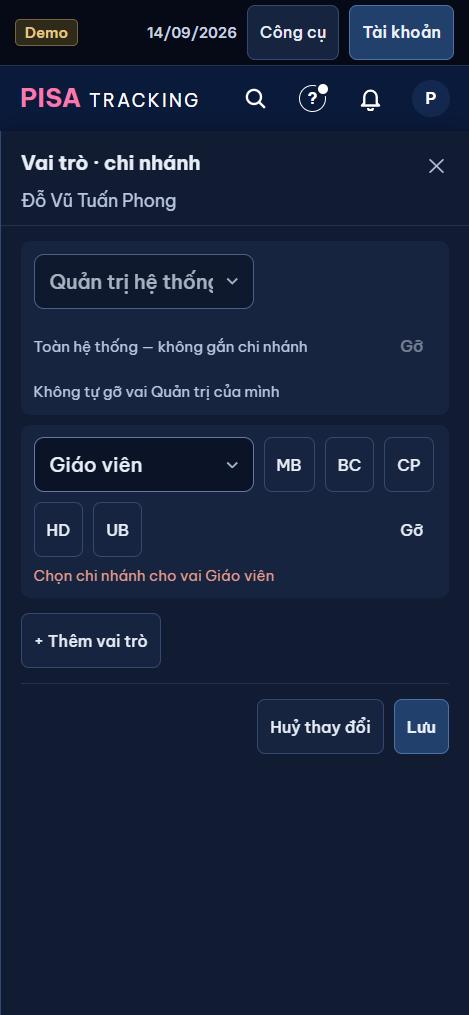 Demo 14/09/2026 Công cụ Tài khoản
PISA TRACKING ? P
Vai trò · chi nhánh
Đỗ Vũ Tuấn Phong
Quản trị hệ thống
Toàn hệ thống — không gắn chi nhánh Gỡ
Không tự gỡ vai Quản trị của mình
Giáo viên MB BC CP
HD UB Gỡ
Chọn chi nhánh cho vai Giáo viên
+ Thêm vai trò
Huỷ thay đổi Lưu